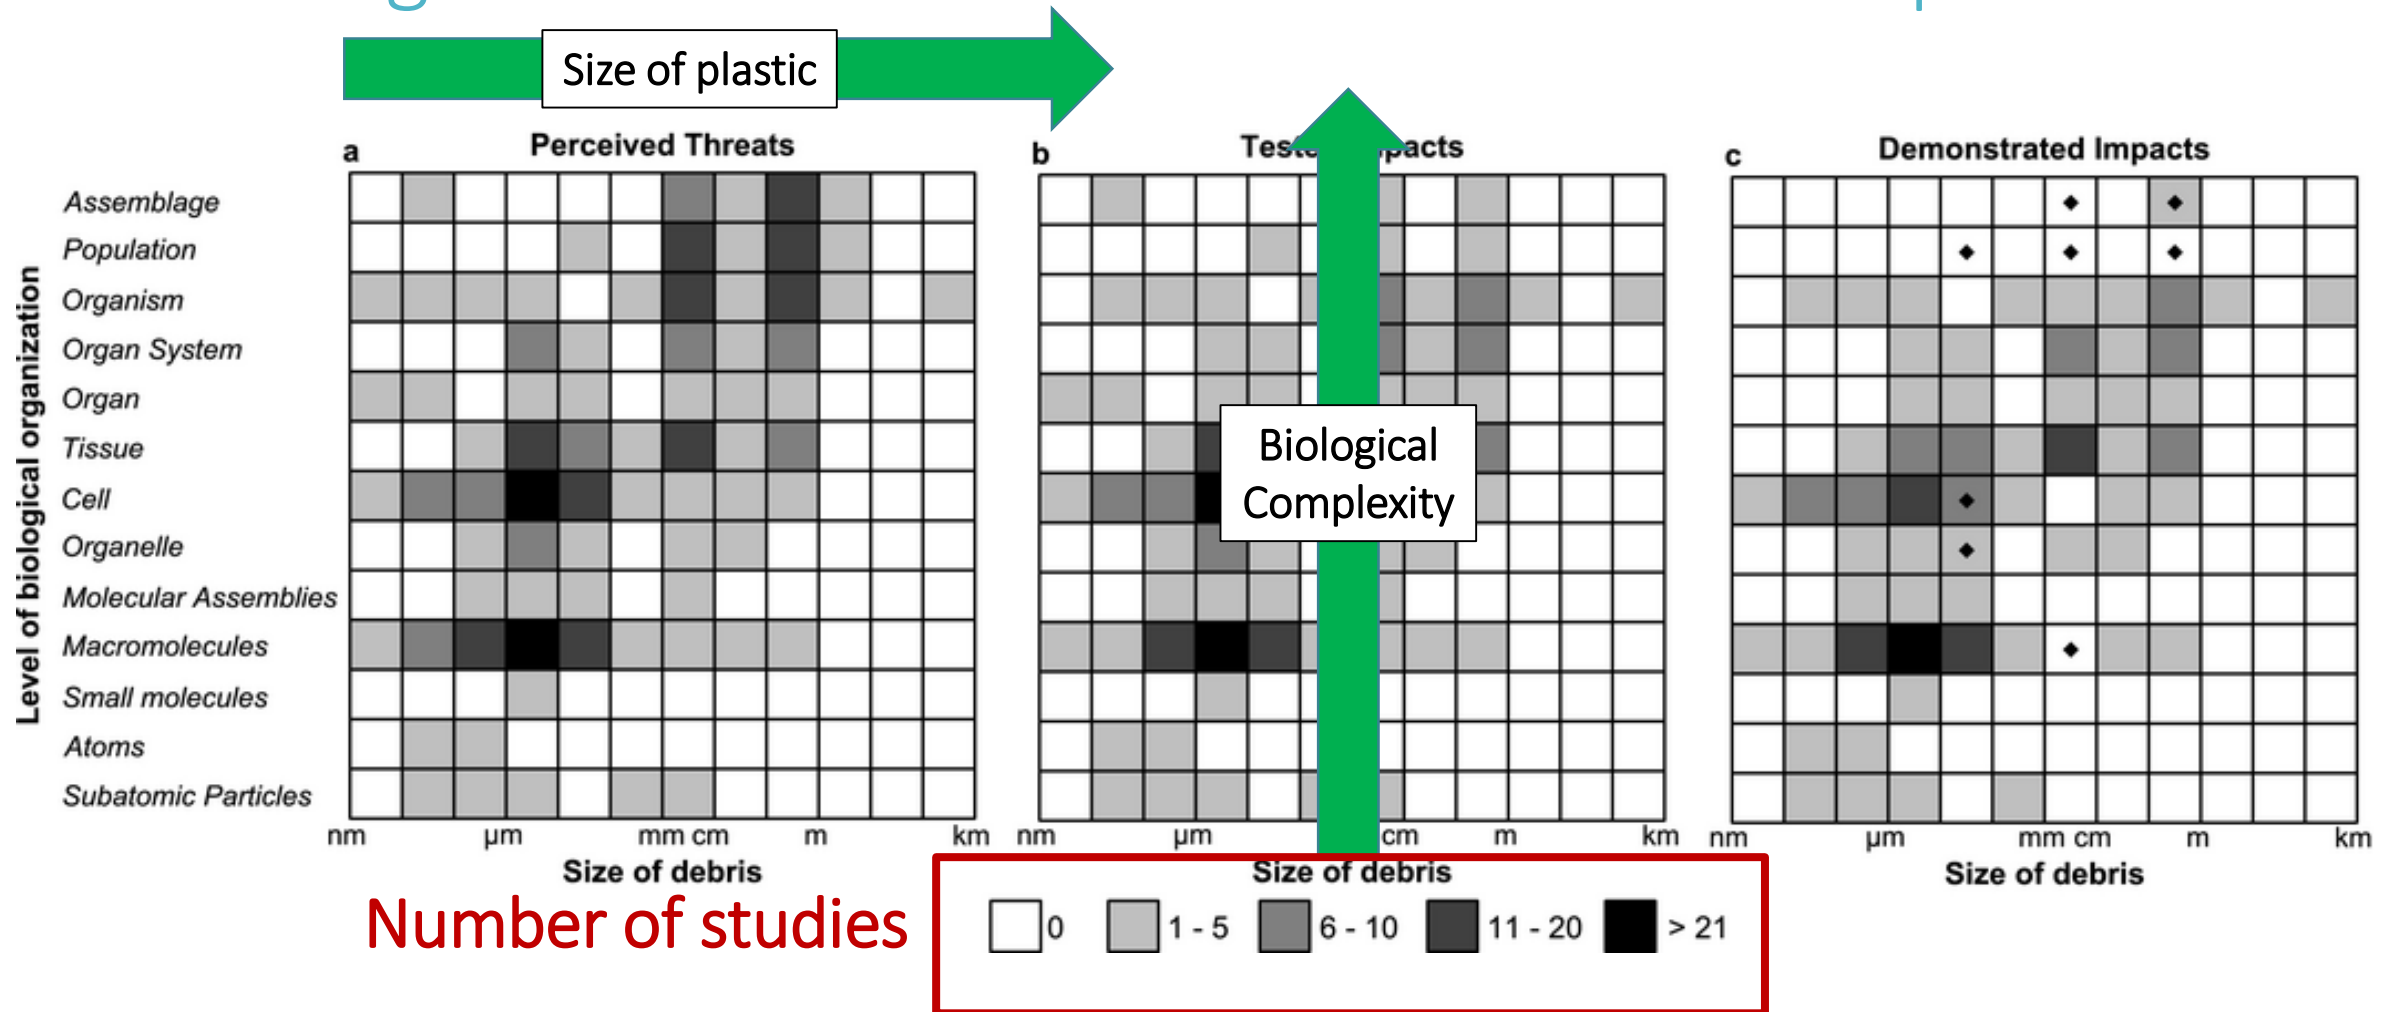 Size of plastic
a
Perceived Threats
b
c
Demonstrated Impacts
Level of biological organization
Assemblage
Population
Organism
Organ System
Organ
Tissue
Cell
Organelle
Molecular Assemblies
Macromolecules
Small molecules
Atoms
Subatomic Particles
Biological
Complexity
nm µm mm cm m km
nm µm cm m km
nm µm mm cm m km
Size of debris
Size of debris
Size of debris
Number of studies
0 1 - 5 6 - 10 11 - 20 > 21